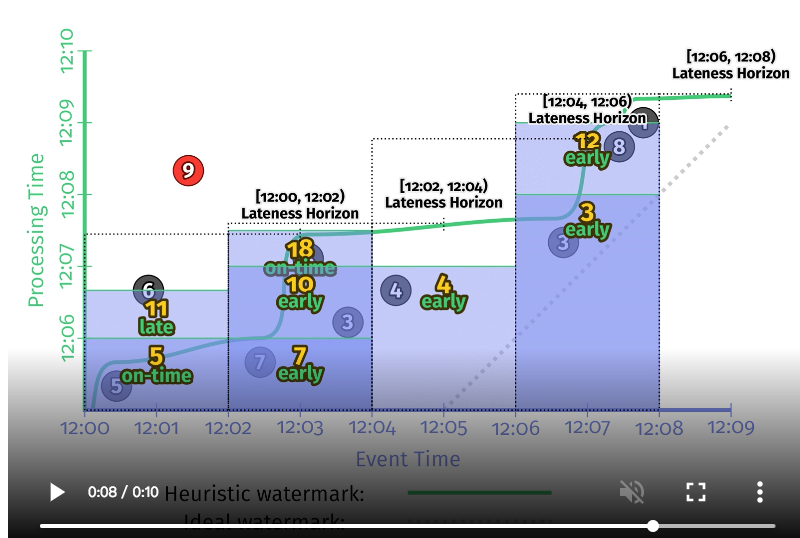 12:10
[12:06, 12:08)
Lateness Horizon
[12:04, 12:06)
Lateness Horizon
12:09
12
early
8
9
Processing Time
12:08
[12:00, 12:02)
Lateness Horizon
[12:02, 12:04)
Lateness Horizon
3
early
3
18
on-time
12:07
10
early
4
4
early
6
11
late
3
12:06
5
on-time
5
7
7
early
12:00
12:01
12:02
12:03
12:04
12:05
12:06
12:07
12:08
12:09
Event Time
0:08 / 0:10
Heuristic watermark:
Ideal watermark: